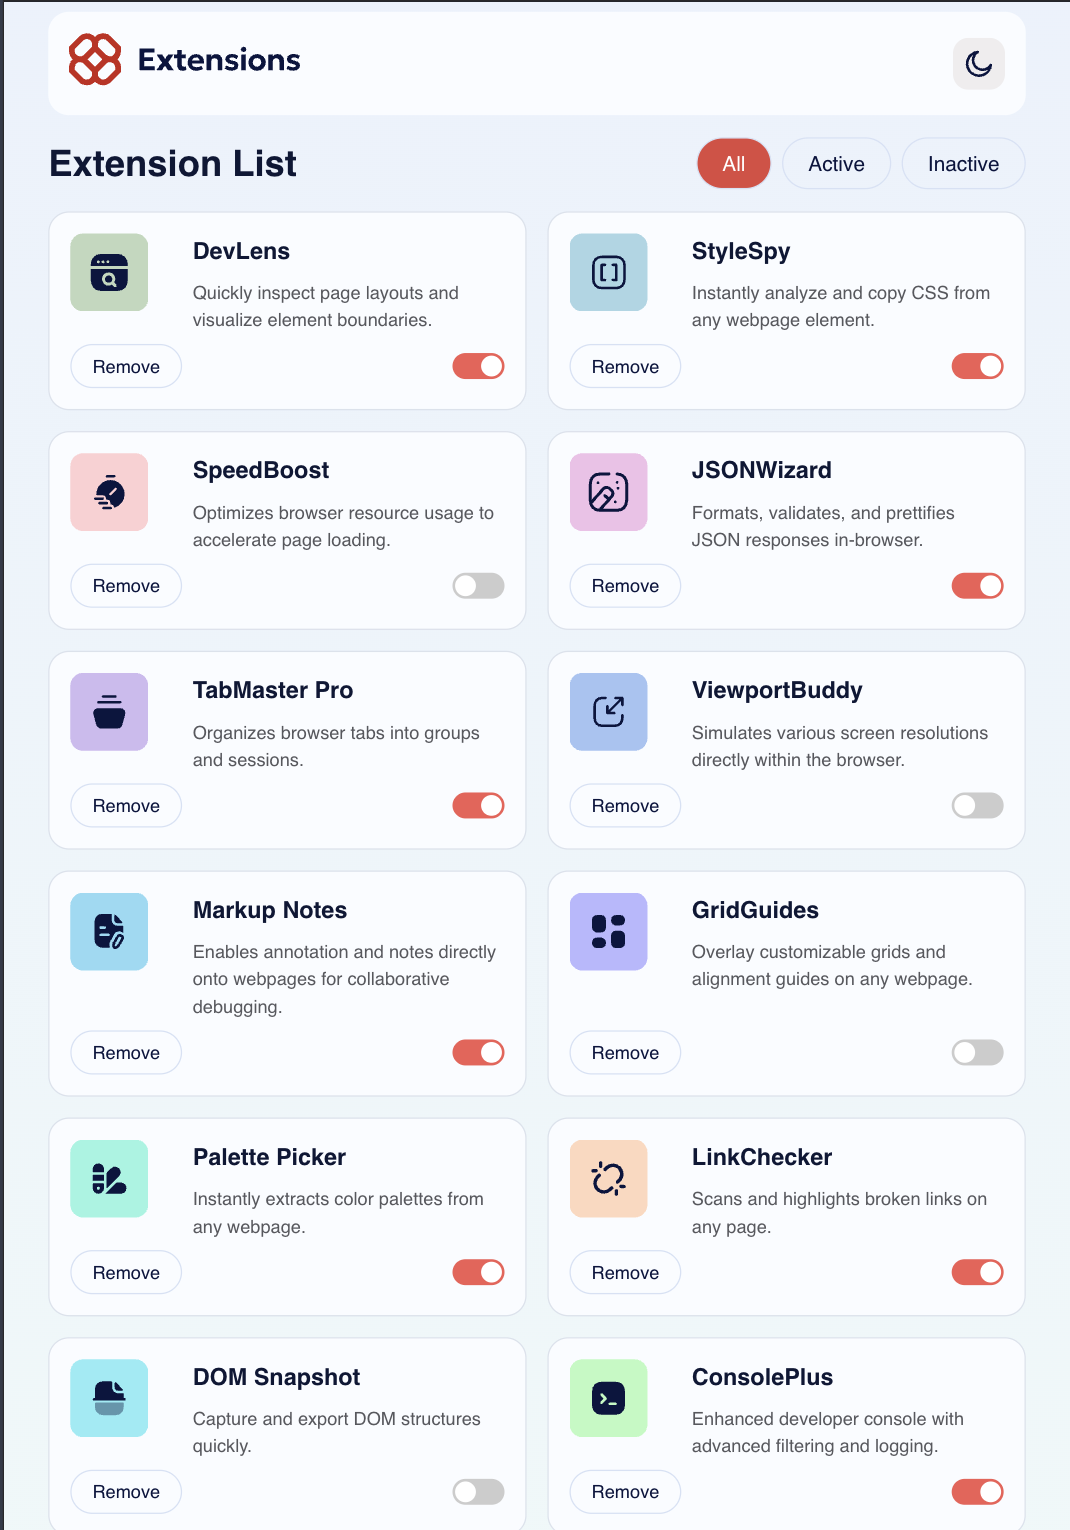 Extensions
Extension List
All
Active
Inactive
DevLens
Quickly inspect page layouts and
visualize element boundaries.
Remove
StyleSpy
Instantly analyze and copy CSS from
any webpage element.
Remove
SpeedBoost
Optimizes browser resource usage to
accelerate page loading.
Remove
JSONWizard
Formats, validates, and prettifies
JSON responses in-browser.
Remove
TabMaster Pro
Organizes browser tabs into groups
and sessions.
Remove
ViewportBuddy
Simulates various screen resolutions
directly within the browser.
Remove
Markup Notes
Enables annotation and notes directly
onto webpages for collaborative
debugging.
Remove
GridGuides
Overlay customizable grids and
alignment guides on any webpage.
Remove
Palette Picker
Instantly extracts color palettes from
any webpage.
Remove
LinkChecker
Scans and highlights broken links on
any page.
Remove
DOM Snapshot
Capture and export DOM structures
quickly.
Remove
ConsolePlus
Enhanced developer console with
advanced filtering and logging.
Remove